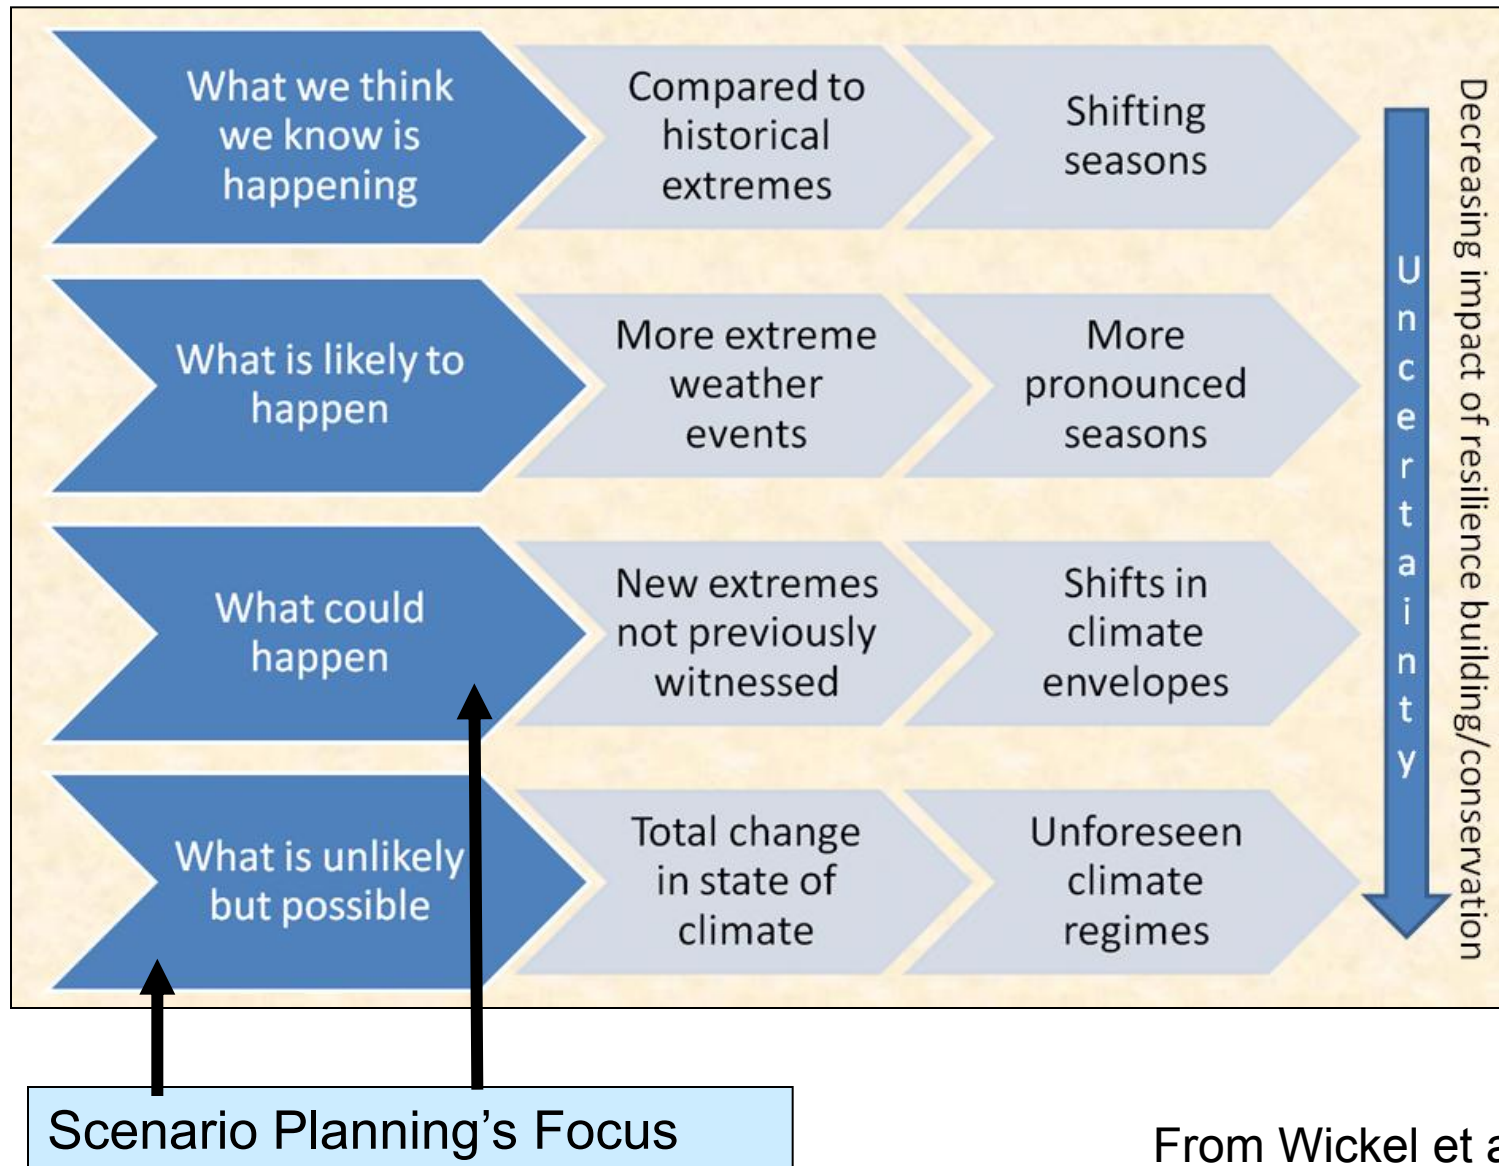 What we think
we know is
happening
Compared to
historical
extremes
Shifting
seasons
What is likely to
happen
More extreme
weather
events
More
pronounced
seasons
What could
happen
New extremes
not previously
witnessed
Shifts in
climate
envelopes
What is unlikely
but possible
Total change
in state of
climate
Unforeseen
climate
regimes
Uncertainty
Decreasing impact of resilience building/conservation
Scenario Planning’s Focus
From Wickel et a